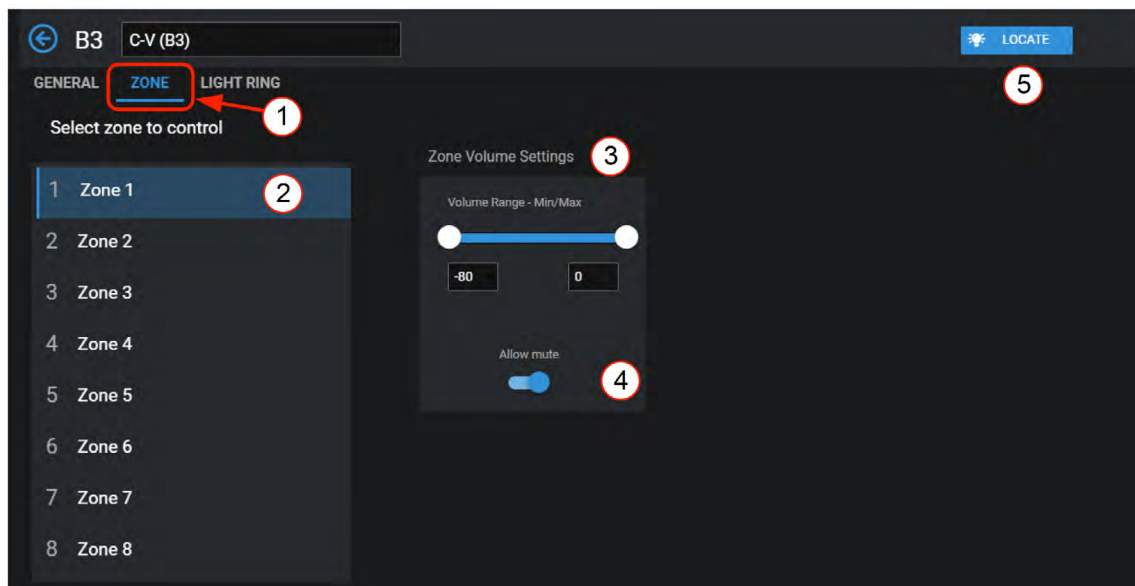 B3 C-V (B3) LOCATE
5
GENERAL ZONE LIGHT RING
1
Select zone to control
Zone Volume Settings 3
1 Zone 1 2
Volume Range - Min/Max
2 Zone 2
-80 0
3 Zone 3
4 Zone 4
Allow mute
4
5 Zone 5
6 Zone 6
7 Zone 7
8 Zone 8